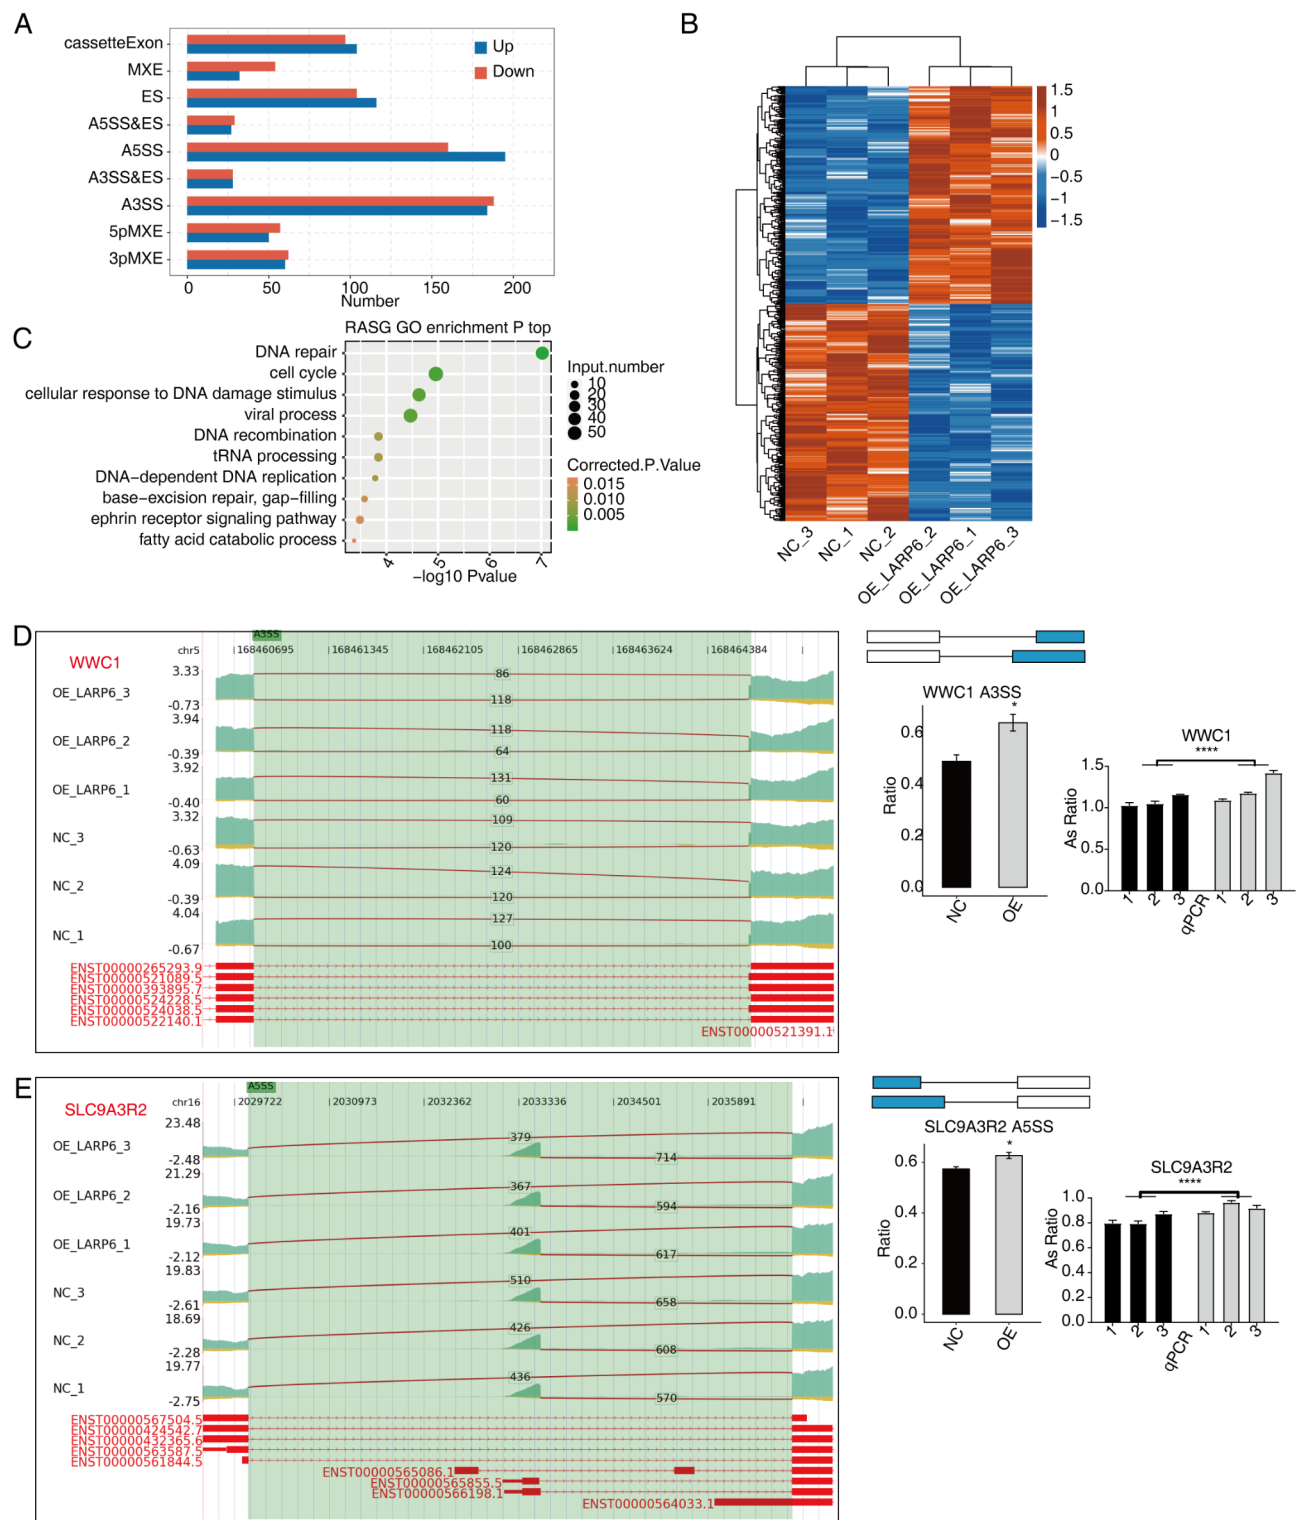 A
cassetteExon
MXE
ES
A5SS&ES
A5SS
A3SS&ES
A3SS
5pMXE
3pMXE
Up
Down
0 50 100 150 200
Number
B
1.5
1
0.5
0
−0.5
−1
−1.5
NC_3
NC_1
NC_2
OE_LARP6_2
OE_LARP6_1
OE_LARP6_3
C
RASG GO enrichment P top
DNA repair
cell cycle
cellular response to DNA damage stimulus
viral process
DNA recombination
tRNA processing
DNA−dependent DNA replication
base−excision repair, gap−filling
ephrin receptor signaling pathway
fatty acid catabolic process
4 5 6 7
−log10 Pvalue
Input.number
10
20
30
40
50
Corrected.P.Value
0.015
0.010
0.005
D
A3SS
WWC1
chr5
168460695 168461345 168462105 168462865 168463624 168464384
3.33
OE_LARP6_3
-0.73
86
118
3.94
OE_LARP6_2
-0.39
118
64
3.92
OE_LARP6_1
-0.40
131
60
3.32
NC_3
-0.63
109
120
4.09
NC_2
-0.39
124
120
4.04
NC_1
-0.67
127
100
ENST00000265293.9
ENST00000521089.5
ENST00000393895.7
ENST00000524228.5
ENST00000524038.5
ENST00000522140.1
ENST00000521391.1
WWC1 A3SS
*
0.6
0.4
0.2
0.0
Ratio
NC
OE
WWC1
****
1.5
1.0
0.5
0.0
As Ratio
1 2 3 qPCR 1 2 3
E
A5SS
SLC9A3R2
chr16
2029722 2030973 2032362 2033336 2034501 2035891
23.48
OE_LARP6_3
-2.48
379
714
21.29
OE_LARP6_2
-2.16
367
594
19.73
OE_LARP6_1
-2.12
401
617
19.83
NC_3
-2.61
510
658
18.69
NC_2
-2.28
426
608
19.77
NC_1
-2.75
436
570
ENST00000567504.5
ENST00000424542.7
ENST00000432365.6
ENST00000563587.5
ENST00000561844.5
ENST00000565086.1
ENST00000565855.5
ENST00000566198.1
ENST00000564033.1
SLC9A3R2 A5SS
*
0.6
0.4
0.2
0.0
Ratio
NC
OE
SLC9A3R2
****
1.0
0.8
0.6
0.4
0.2
0.0
As Ratio
1 2 3 qPCR 1 2 3